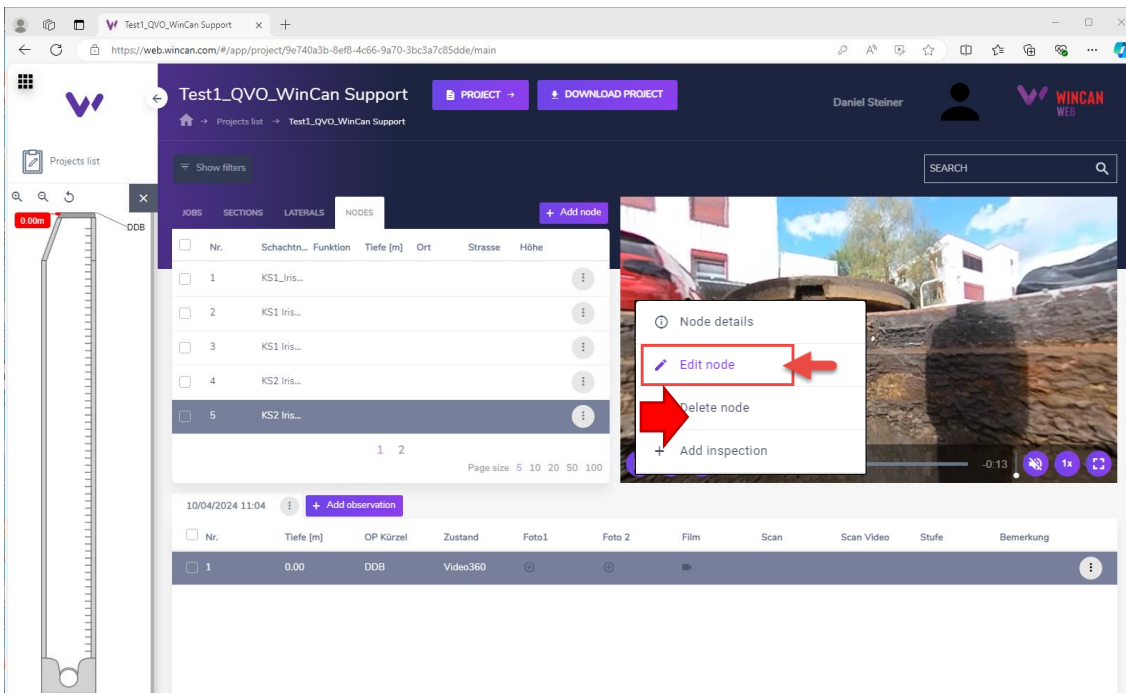 Test1_QVO_WinCan Support
https://web.wincan.com/#/app/project/9e740a3b-8ef8-4c66-9a70-3bc3a7c85dde/main
Test1_QVO_WinCan Support
PROJECT
DOWNLOAD PROJECT
Daniel Steiner
WINCAN
WEB
Projects list → Test1_QVO_WinCan Support
Projects list
Show filters
SEARCH
0.00m
DDB
JOBS SECTIONS LATERALS NODES
+ Add node
Nr. Schachtn... Funktion Tiefe [m] Ort Strasse Höhe
1 KS1_Iris...
2 KS1 Iris...
3 KS1 Iris...
4 KS2 Iris...
5 KS2 Iris...
1 2
Page size 5 10 20 50 100
Node details
Edit node
Delete node
+ Add inspection
-0:13
1x
10/04/2024 11:04
+ Add observation
Nr. Tiefe [m] OP Kürzel Zustand Foto1 Foto 2 Film Scan Scan Video Stufe Bemerkung
1 0.00 DDB Video360